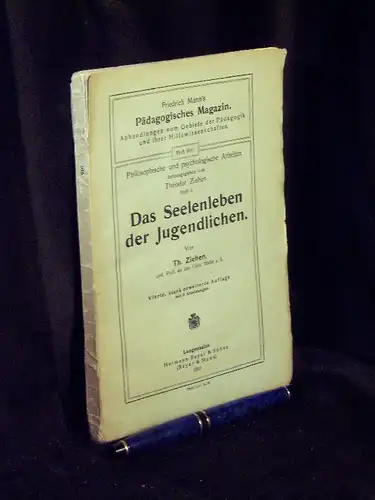 Friedrich Mann's
Pädagogisches Magazin.
Abhandlungen vom Gebiete der Pädagogik
und ihrer Hilfswissenschaften.
Philosophische und psychologische Arbeiten
herausgegeben von
Theodor Ziehen
Das Seelenleben
der Jugendlichen.
Von
Th. Ziehen,
Vierte, stark erweiterte Auflage
Langensalza
Hermann Beyer & Söhne
(Beyer & Mann)